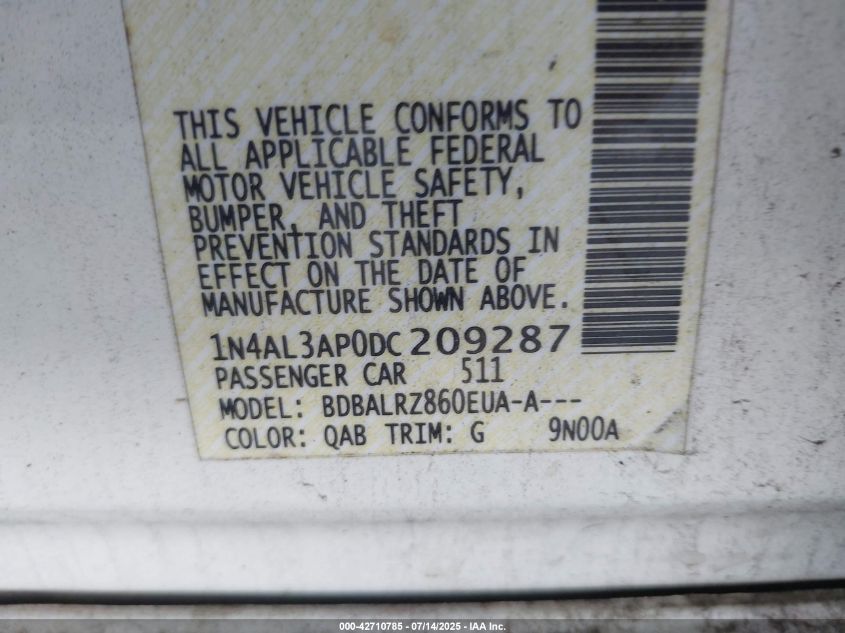 THIS VEHICLE CONFORMS TO
ALL APPLICABLE FEDERAL
MOTOR VEHICLE SAFETY,
BUMPER, AND THEFT
PREVENTION STANDARDS IN
EFFECT ON THE DATE OF
MANUFACTURE SHOWN ABOVE.
1N4AL3AP0DC209287
PASSENGER CAR 511
MODEL: BDBALRZ860EUA-A---
COLOR: QAB TRIM: G 9N00A
000-42710785 - 07/14/2025 - IAA Inc.